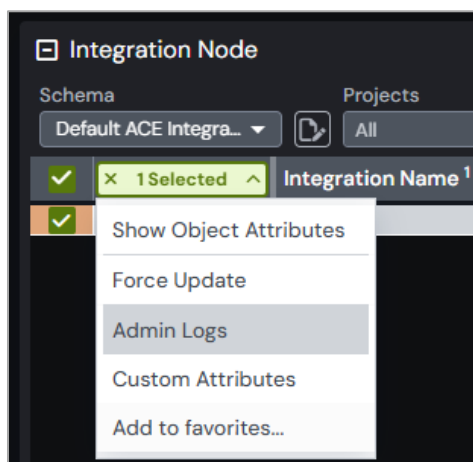 Integration Node
Schema Projects
Default ACE Integra... All
1 Selected Integration Name 1
Show Object Attributes
Force Update
Admin Logs
Custom Attributes
Add to favorites...